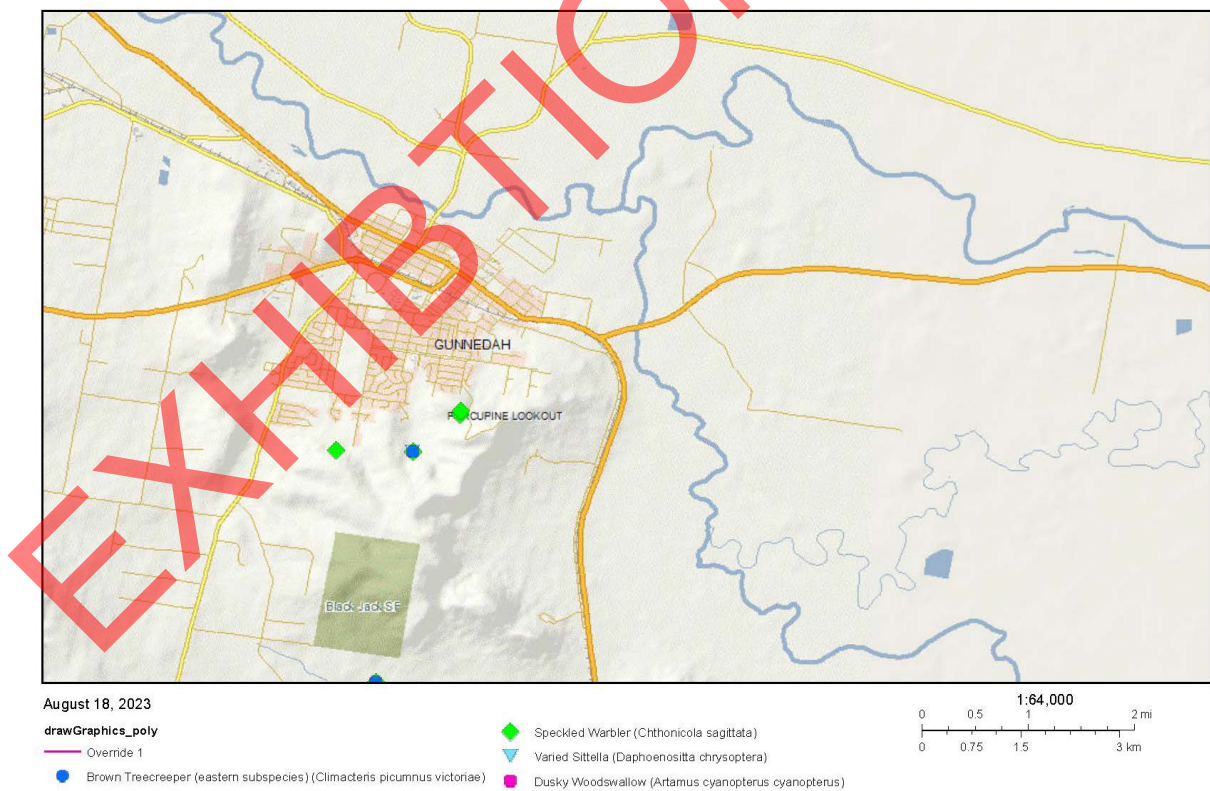 EXHIBTIO
GUNNEDAH
CUPINE LOOKOUT
Black Jack SF
August 18, 2023
drawGraphics_poly
Override 1
Brown Treecreeper (eastern subspecies) (Climacteris picumnus victoriae)
Speckled Warbler (Chthonicola sagittata)
Varied Sittella (Daphoenositta chrysoptera)
Dusky Woodswallow (Artamus cyanopterus cyanopterus)
1:64,000
0 0.5 1 2 mi
0 0.75 1.5 3 km